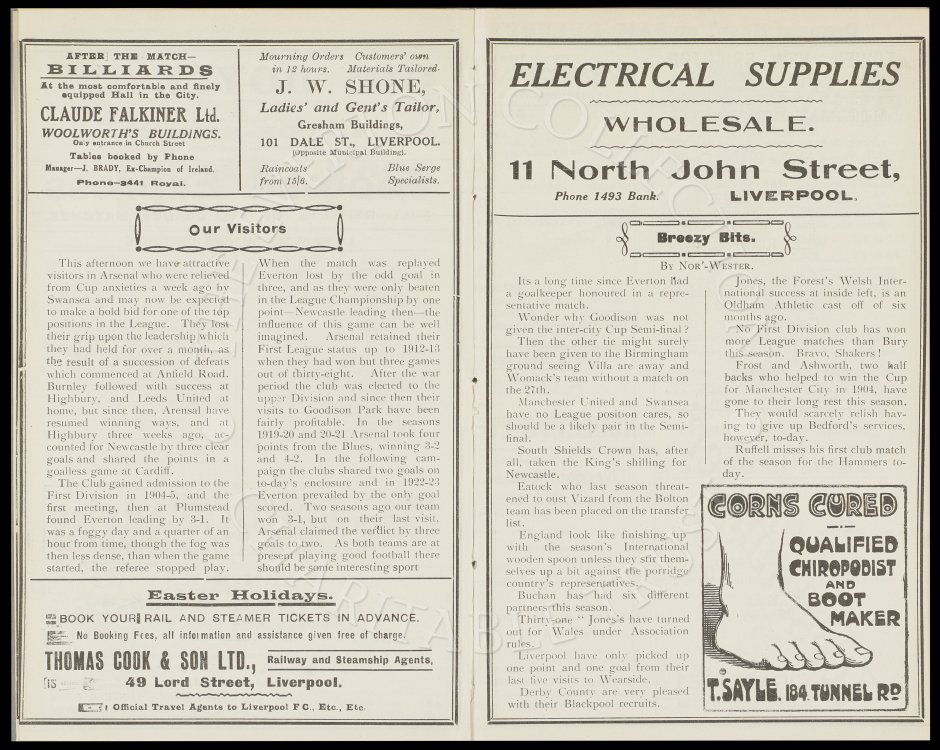 AFTER THE MATCH—
BILLIARDS
At the most comfortable and finely
equipped Hall in the City.
CLAUDE FALKINER Ltd.
WOOLWORTH'S BUILDINGS.
Only entrance in Church Street
Tables booked by Phone
Manager—J. BRADY, Ex-Champion of Ireland.
Phone—3441 Royal.
Mourning Orders Customers' own
in 12 hours. Materials Tailored.
J. W. SHONE,
Ladies' and Gent's Tailor,
Gresham Buildings,
101 DALE ST., LIVERPOOL.
(Opposite Municipal Building).
Raincoats Blue Serge
from 15/6. Specialists.
Our Visitors
This afternoon we have attractive
visitors in Arsenal who were relieved
from Cup anxieties a week ago by
Swansea and may now be expected
to make a bold bid for one of the top
positions in the League. They lost
their grip upon the leadership which
they had held for over a month, as
the result of a succession of defeats
which commenced at Anfield Road.
Burnley followed with success at
Highbury, and Leeds United at
home, but since then, Arensal have
resumed winning ways, and at
Highbury three weeks ago, ac-
counted for Newcastle by three clear
goals and shared the points in a
goalless game at Cardiff.
The Club gained admission to the
First Division in 1904-5, and the
first meeting, then at Plumstead
found Everton leading by 3-1. It
was a foggy day and a quarter of an
hour from time, though the fog was
then less dense, than when the game
started, the referee stopped play.
When the match was replayed
Everton lost by the odd goal in
three, and as they were only beaten
in the League Championship by one
point—Newcastle leading then—the
influence of this game can be well
imagined. Arsenal retained their
First League status up to 1912-13
when they had won but three games
out of thirty-eight. After the war
period the club was elected to the
upper Division and since then their
visits to Goodison Park have been
fairly profitable. In the seasons
1919-20 and 20-21 Arsenal took four
points from the Blues, winning 3-2
and 4-2. In the following cam-
paign the clubs shared two goals on
to-day's enclosure and in 1922-23
Everton prevailed by the only goal
scored. Two seasons ago our team
won 3-1, but on their last visit,
Arsenal claimed the verdict by three
goals to two. As both teams are at
present playing good football there
should be some interesting sport
Easter Holidays.
BOOK YOUR RAIL AND STEAMER TICKETS IN ADVANCE.
No Booking Fees, all information and assistance given free of charge.
THOMAS COOK & SON LTD., Railway and Steamship Agents,
49 Lord Street, Liverpool.
Official Travel Agents to Liverpool F C., Etc., Etc.
ELECTRICAL SUPPLIES
WHOLESALE.
11 North John Street,
Phone 1493 Bank. LIVERPOOL,
Breezy Bits.
By Nor'-Wester.
Its a long time since Everton had
a goalkeeper honoured in a repre-
sentative match.
Wonder why Goodison was not
given the inter-city Cup Semi-final?
Then the other tie might surely
have been given to the Birmingham
ground seeing Villa are away and
Womack's team without a match on
the 27th.
Manchester United and Swansea
have no League position cares, so
should be a likely pair in the Semi-
final.
South Shields Crown has, after
all, taken the King's shilling for
Newcastle.
Eatock who last season threat-
ened to oust Vizard from the Bolton
team has been placed on the transfer
list.
England look like finishing up
with the season's International
wooden spoon unless they stir them-
selves up a bit against the porridge
country's representatives.
Buchan has had six different
partners this season.
Thirty-one " Jones's have turned
out for Wales under Association
rules.
Liverpool have only picked up
one point and one goal from their
last five visits to Wearside.
Derby County are very pleased
with their Blackpool recruits.
Jones, the Forest's Welsh Inter-
national success at inside left, is an
Oldham Athletic cast off of six
months ago.
No First Division club has won
more League matches than Bury
this season. Bravo, Shakers!
Frost and Ashworth, two half
backs who helped to win the Cup
for Manchester City in 1904, have
gone to their long rest this season.
They would scarcely relish hav-
ing to give up Bedford's services,
however, to-day.
Ruffell misses his first club match
of the season for the Hammers to-
day.
CORNS CURED
QUALIFIED
CHIROPODIST
AND
BOOT
MAKER
T. SAYLE. 184 TUNNEL RD